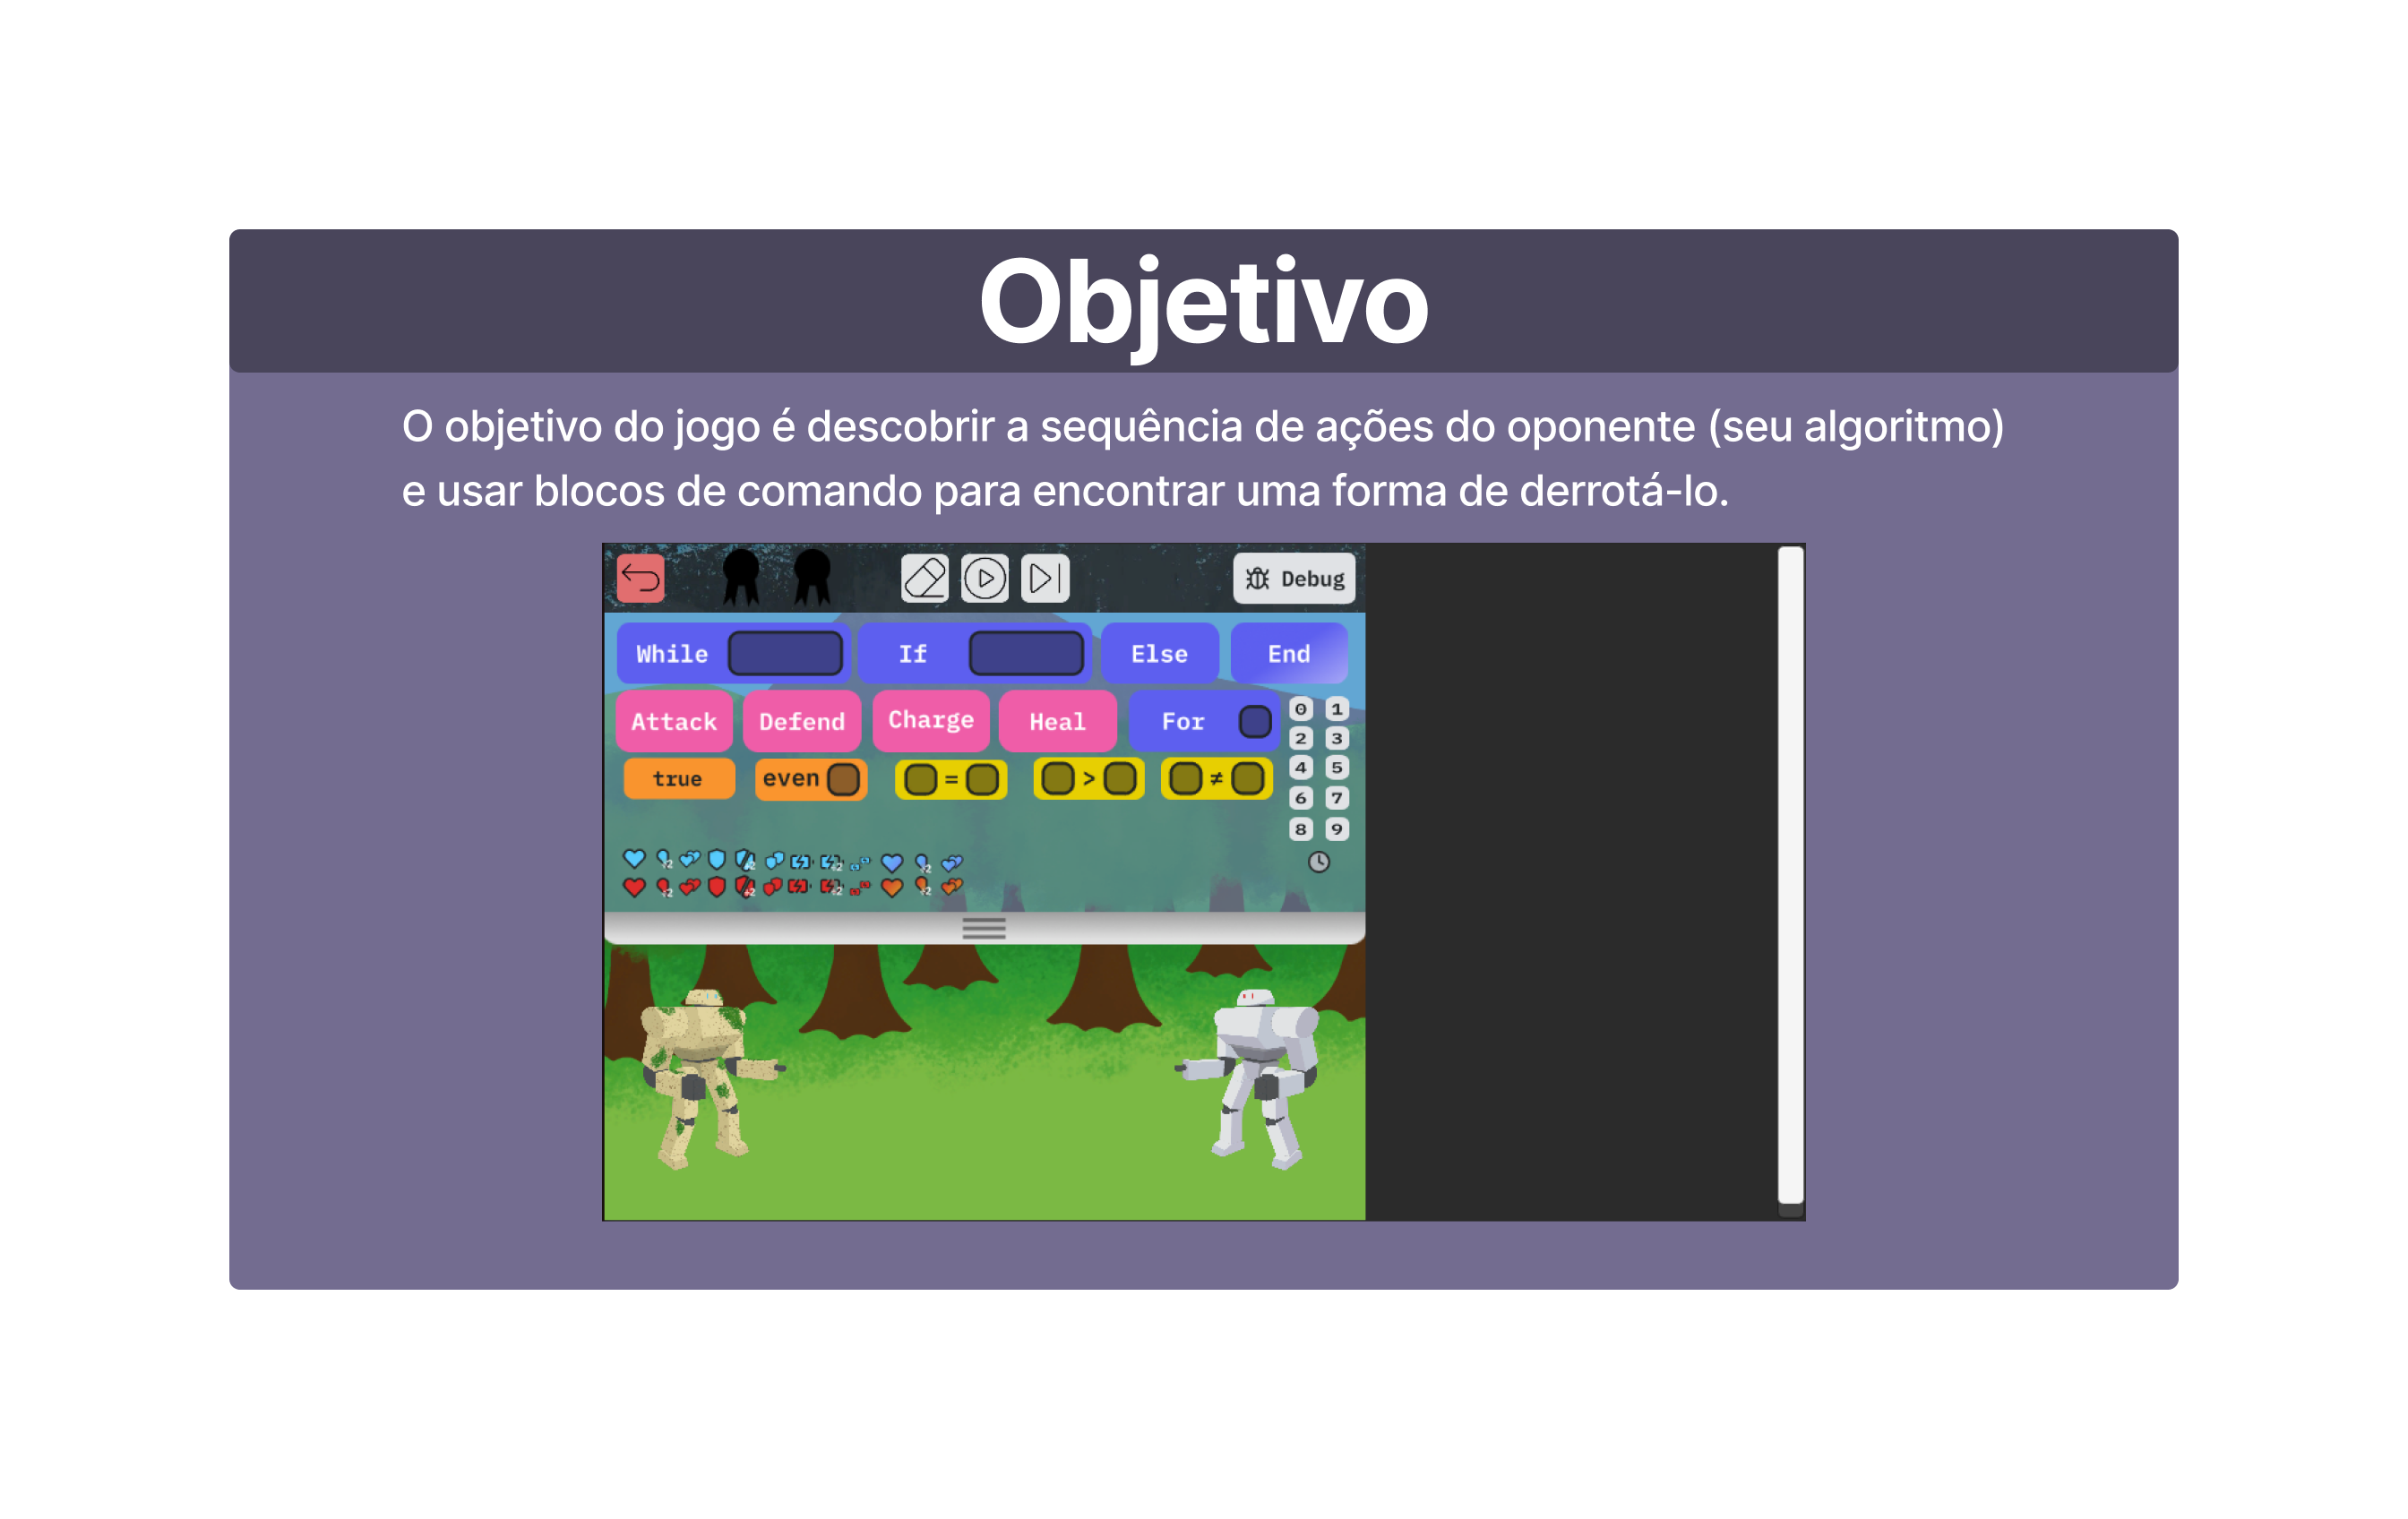 Objetivo
O objetivo do jogo é descobrir a sequência de ações do oponente (seu algoritmo)
e usar blocos de comando para encontrar uma forma de derrotá-lo.
Debug
While If Else End
Attack Defend Charge Heal For
0 1
2 3
true even = > ≠
4 5
6 7
8 9